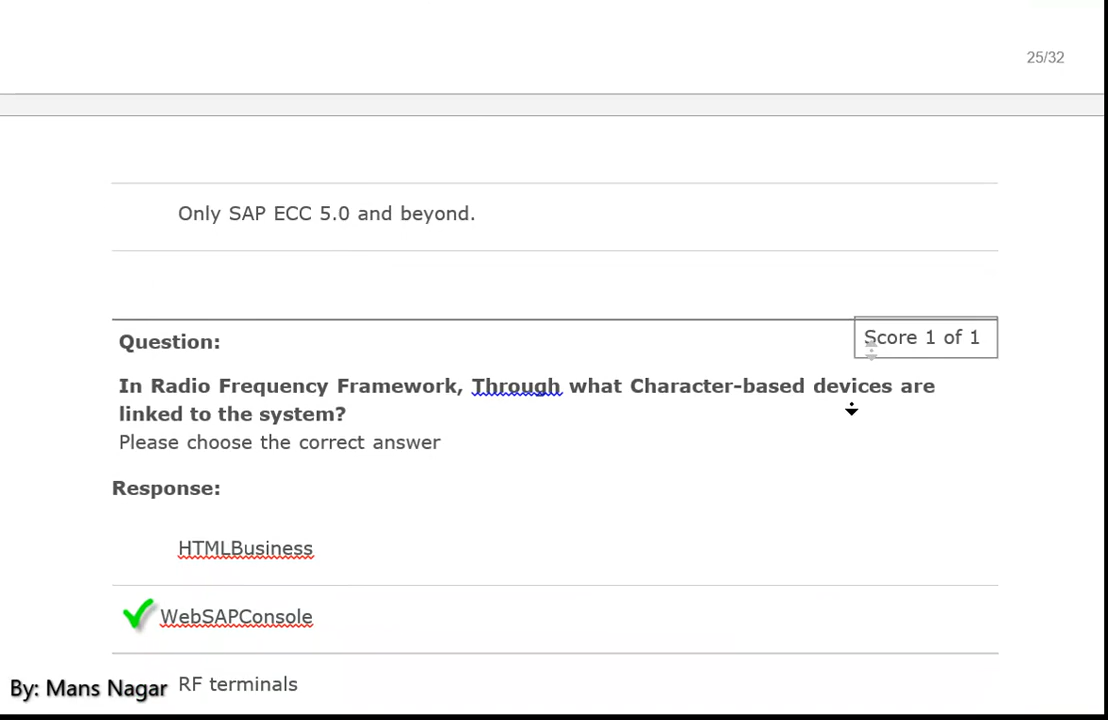 25/32
Only SAP ECC 5.0 and beyond.
Question:
Score 1 of 1
In Radio Frequency Framework, Through what Character-based devices are
linked to the system?
Please choose the correct answer
Response:
HTMLBusiness
WebSAPConsole
RF terminals
By: Mans Nagar